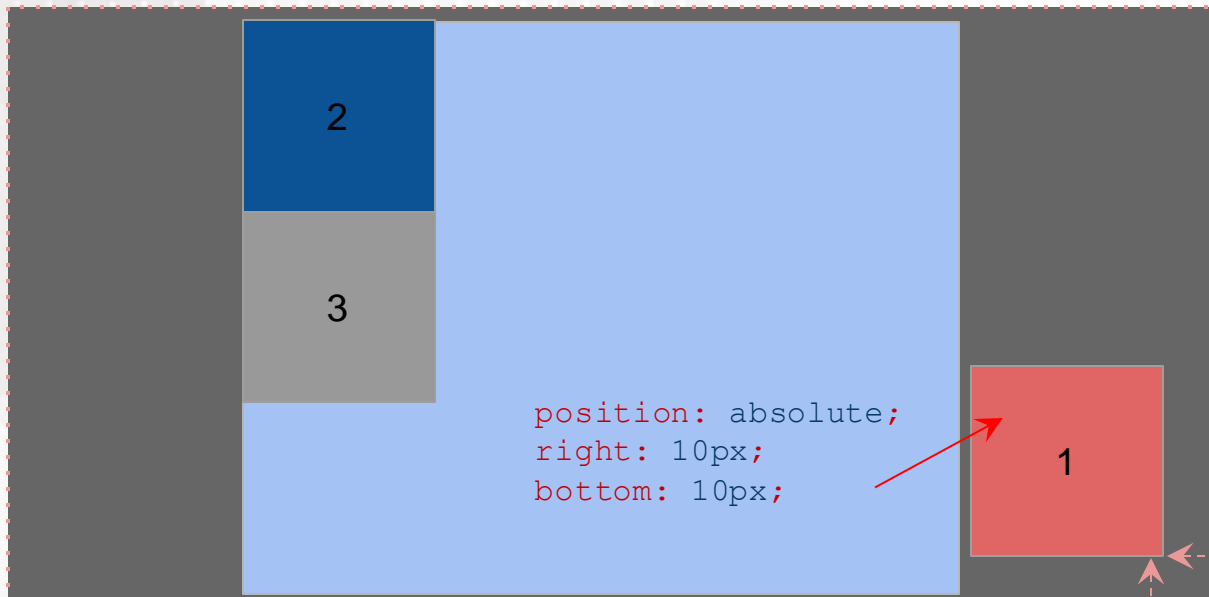 2
3
position: absolute;
right: 10px;
bottom: 10px;
1